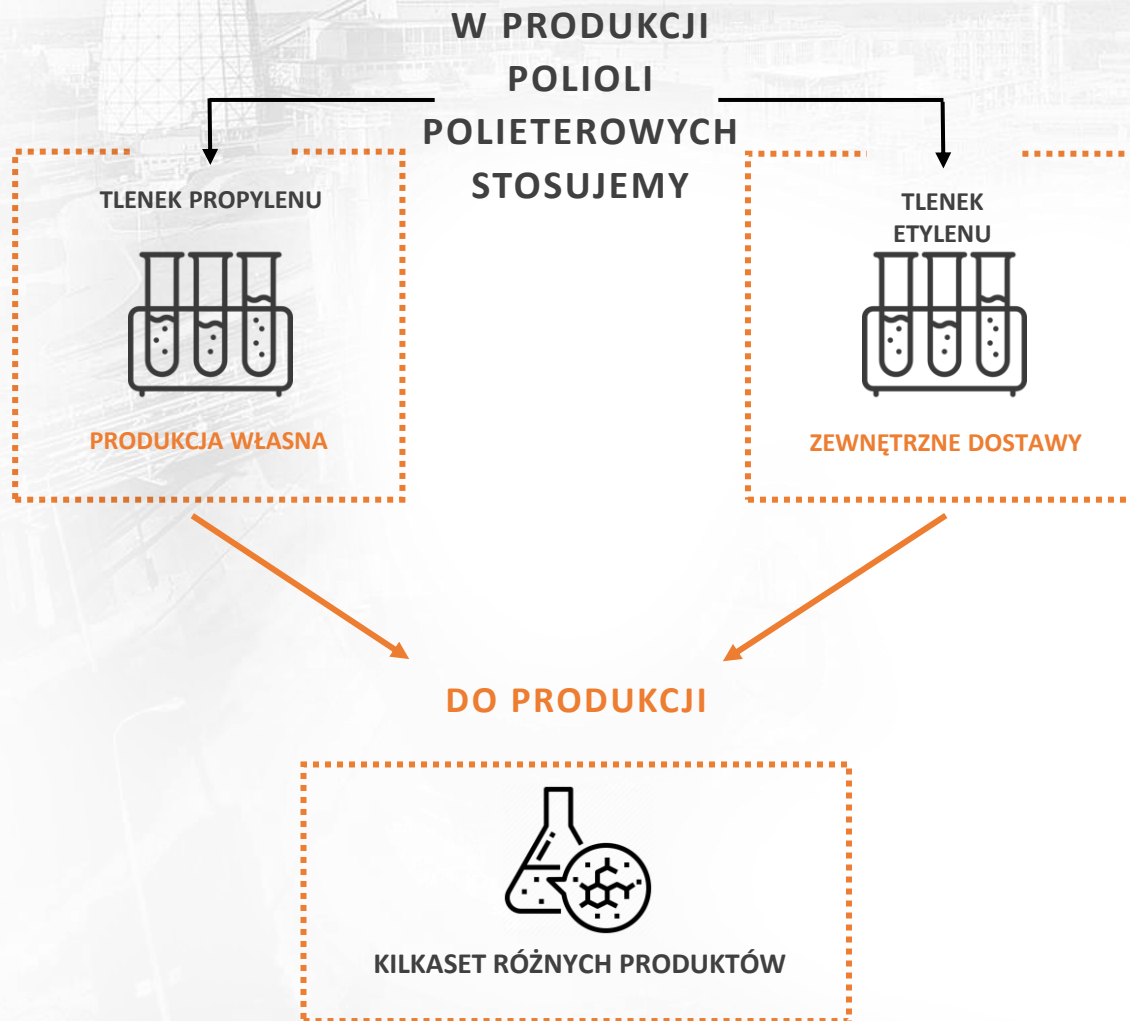 W PRODUKCJI
POLIOLI
POLIETEROWYCH
STOSUJEMY
TLENEK PROPYLENU
PRODUKCJA WŁASNA
TLENEK
ETYLENU
ZEWNĘTRZNE DOSTAWY
DO PRODUKCJI
KILKASET RÓŻNYCH PRODUKTÓW